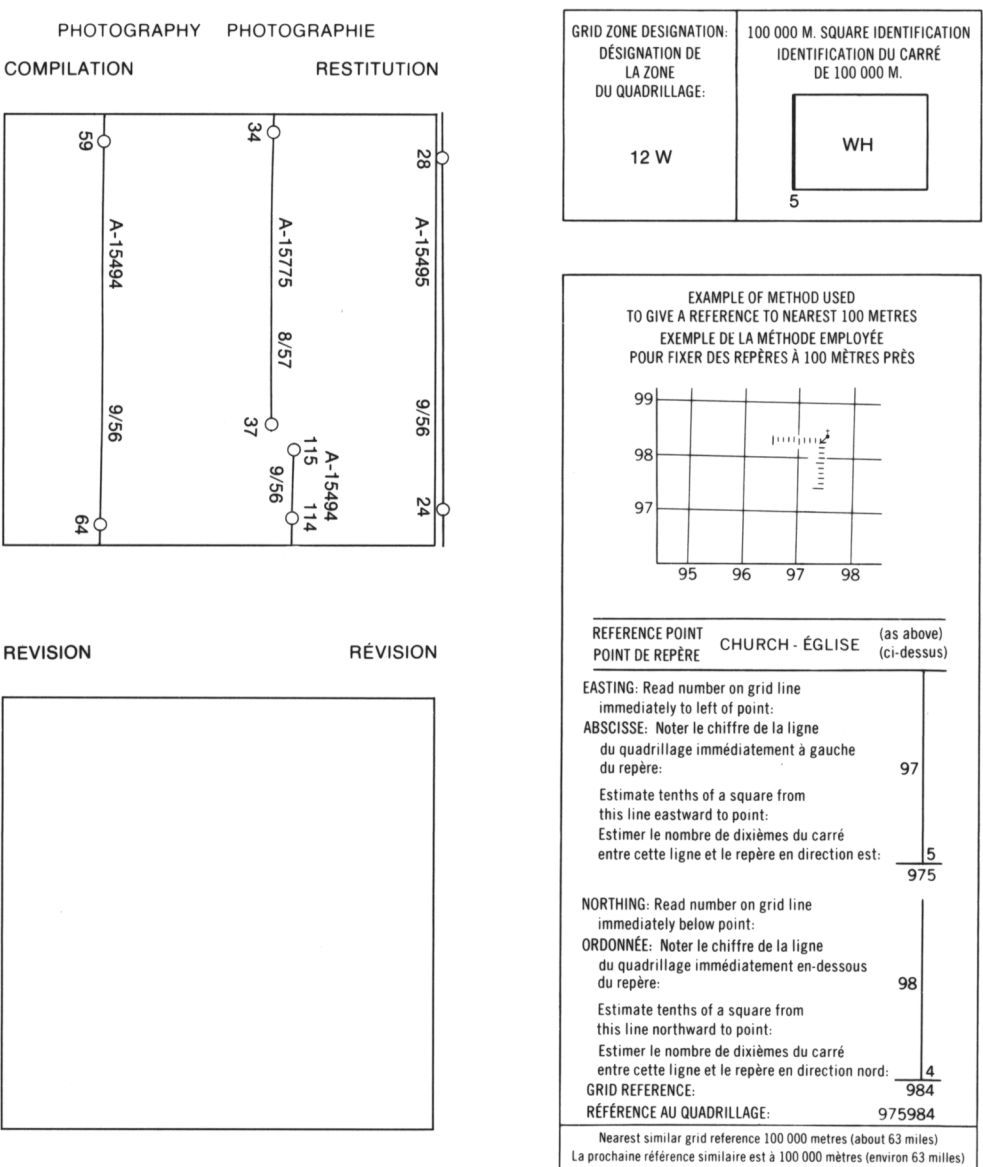 PHOTOGRAPHY PHOTOGRAPHIE
COMPILATION RESTITUTION
59
A-15494
9/56
64
34
A-15775
8/57
37
115
A-15494
9/56
114
28
A-15495
9/56
24
REVISION RÉVISION
GRID ZONE DESIGNATION:
DÉSIGNATION DE
LA ZONE
DU QUADRILLAGE:
12 W
100 000 M. SQUARE IDENTIFICATION
IDENTIFICATION DU CARRÉ
DE 100 000 M.
WH
5
EXAMPLE OF METHOD USED
TO GIVE A REFERENCE TO NEAREST 100 METRES
EXEMPLE DE LA MÉTHODE EMPLOYÉE
POUR FIXER DES REPÈRES À 100 MÈTRES PRÈS
99
98
97
95 96 97 98
REFERENCE POINT
POINT DE REPÈRE
CHURCH - ÉGLISE
(as above)
(ci-dessus)
EASTING: Read number on grid line
immediately to left of point:
ABSCISSE: Noter le chiffre de la ligne
du quadrillage immédiatement à gauche
du repère: 97
Estimate tenths of a square from
this line eastward to point:
Estimer le nombre de dixièmes du carré
entre cette ligne et le repère en direction est: 5
975
NORTHING: Read number on grid line
immediately below point:
ORDONNÉE: Noter le chiffre de la ligne
du quadrillage immédiatement en-dessous
du repère: 98
Estimate tenths of a square from
this line northward to point:
Estimer le nombre de dixièmes du carré
entre cette ligne et le repère en direction nord: 4
GRID REFERENCE: 984
RÉFÉRENCE AU QUADRILLAGE: 975984
Nearest similar grid reference 100 000 metres (about 63 miles)
La prochaine référence similaire est à 100 000 mètres (environ 63 milles)